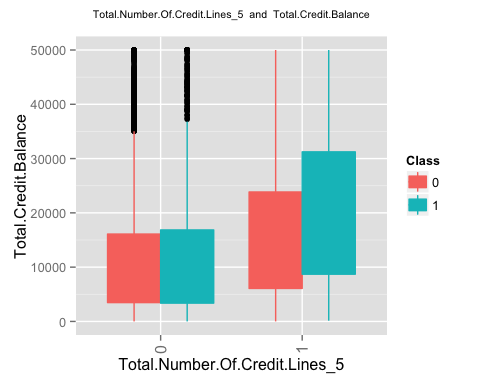 Total.Number.Of.Credit.Lines_5 and Total.Credit.Balance
50000
40000
30000
20000
10000
0
Total.Credit.Balance
0
1
Total.Number.Of.Credit.Lines_5
Class
0
1